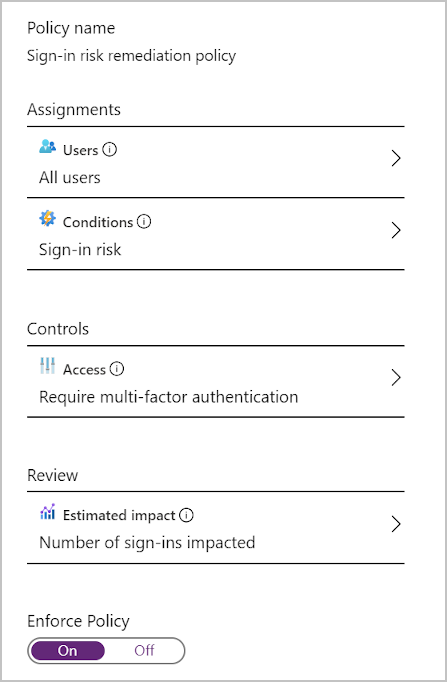 Policy name
Sign-in risk remediation policy
Assignments
Users
All users
Conditions
Sign-in risk
Controls
Access
Require multi-factor authentication
Review
Estimated impact
Number of sign-ins impacted
Enforce Policy
On Off